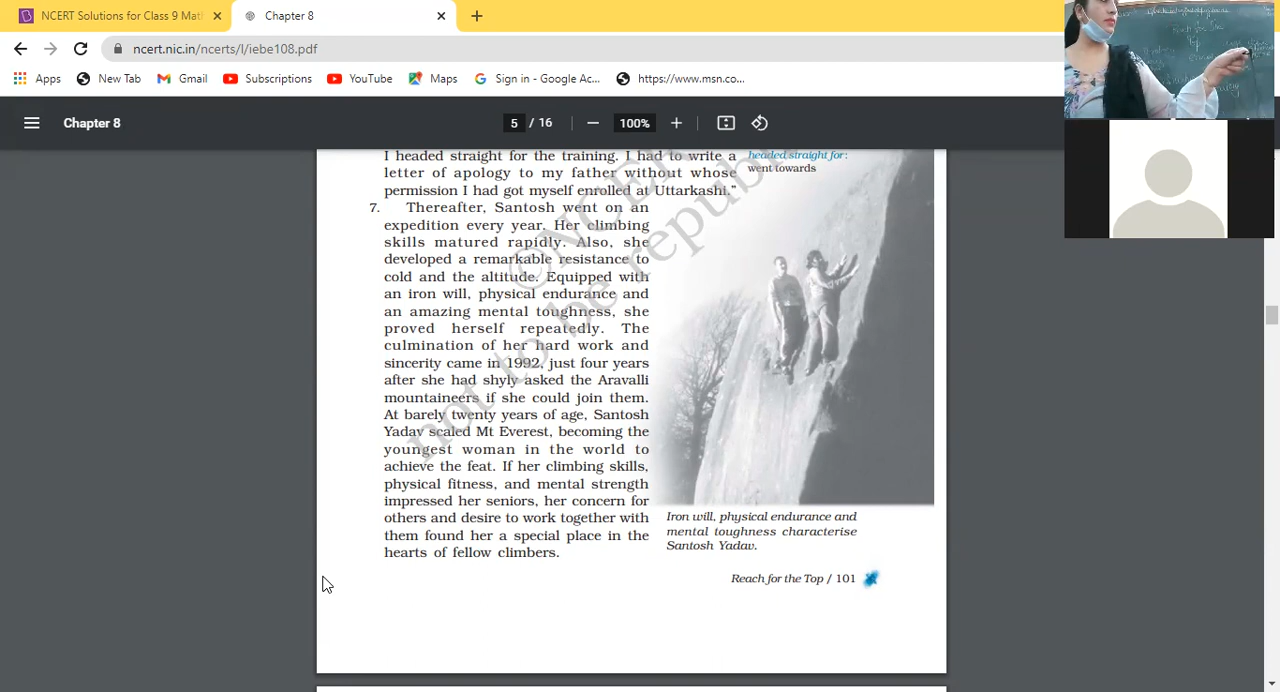 NCERT Solutions for Class 9 Mat
Chapter 8
ncert.nic.in/ncerts/l/iebe108.pdf
Apps
New Tab
Gmail
Subscriptions
YouTube
Maps
Sign in - Google Ac...
https://www.msn.co...
Chapter 8
5 / 16
100%
I headed straight for the training. I had to write a
letter of apology to my father without whose
permission I had got myself enrolled at Uttarkashi."
headed straight for:
went towards
7. Thereafter, Santosh went on an
expedition every year. Her climbing
skills matured rapidly. Also, she
developed a remarkable resistance to
cold and the altitude. Equipped with
an iron will, physical endurance and
an amazing mental toughness, she
proved herself repeatedly. The
culmination of her hard work and
sincerity came in 1992, just four years
after she had shyly asked the Aravalli
mountaineers if she could join them.
At barely twenty years of age, Santosh
Yadav scaled Mt Everest, becoming the
youngest woman in the world to
achieve the feat. If her climbing skills,
physical fitness, and mental strength
impressed her seniors, her concern for
others and desire to work together with
them found her a special place in the
hearts of fellow climbers.
Iron will, physical endurance and
mental toughness characterise
Santosh Yadav.
Reach for the Top / 101
©NCER
not to be republi
Reach for the
Top